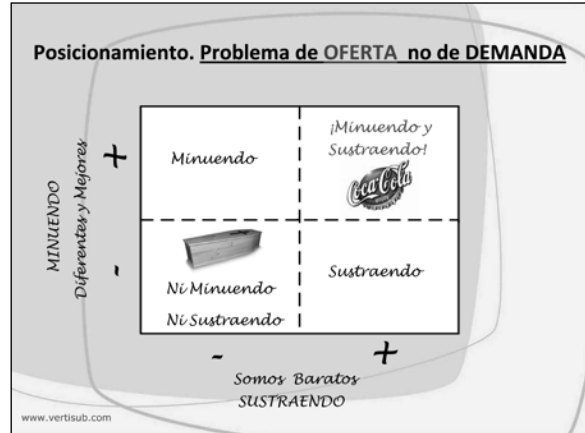 Posicionamiento. Problema de OFERTA no de DEMANDA
MINUENDO
Diferentes y Mejores
+
-
Minuendo
¡Minuendo y
Sustraendo!
Coca-Cola
Ni Minuendo
Ni Sustraendo
Sustraendo
-
+
Somos Baratos
SUSTRAENDO
www.vertisub.com